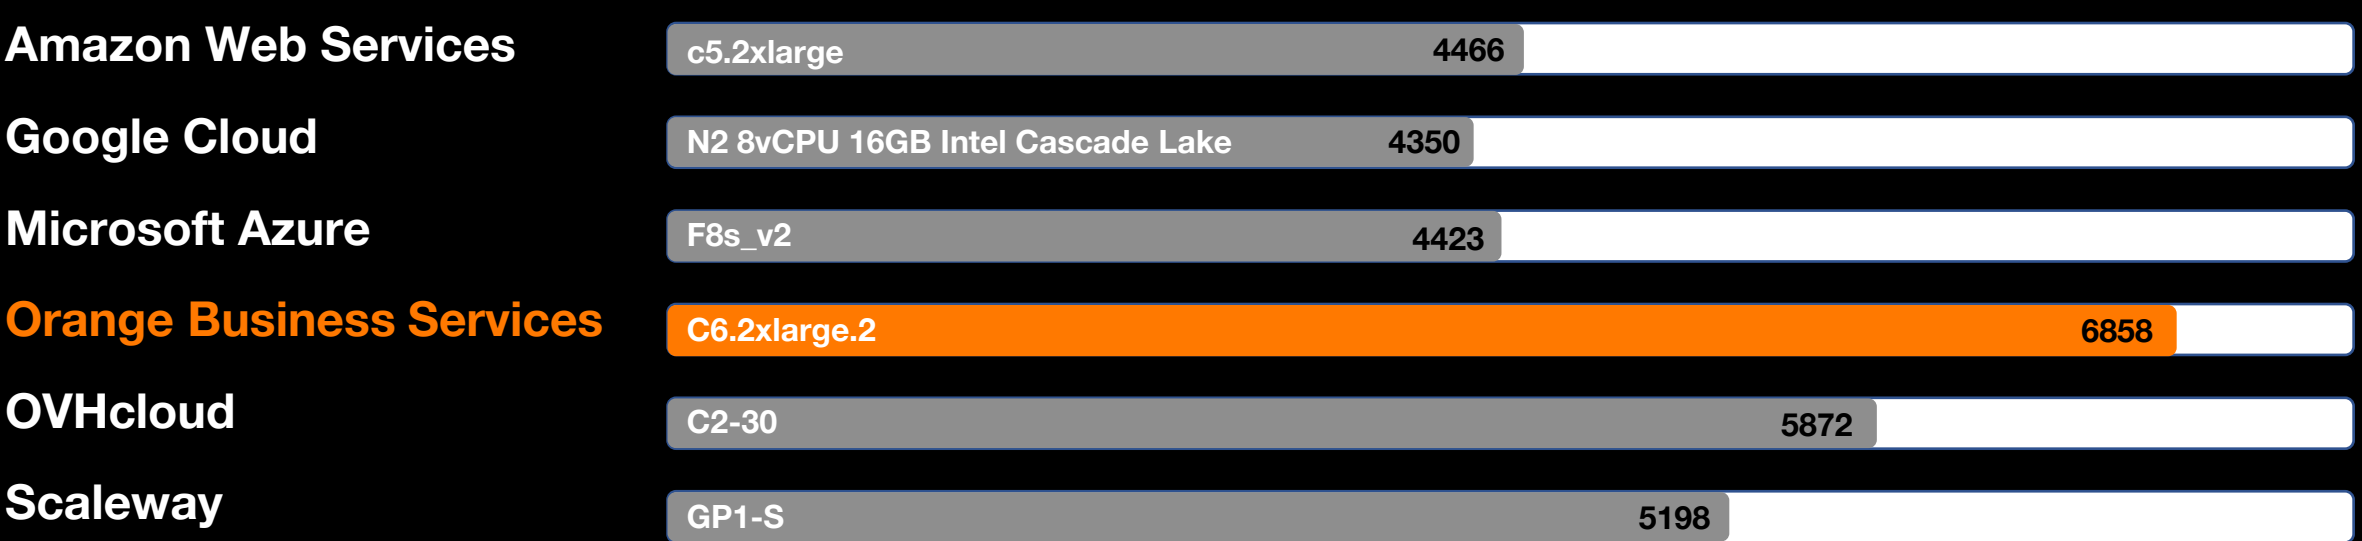 Amazon Web Services
c5.2xlarge 4466
Google Cloud
N2 8vCPU 16GB Intel Cascade Lake 4350
Microsoft Azure
F8s_v2 4423
Orange Business Services
C6.2xlarge.2 6858
OVHcloud
C2-30 5872
Scaleway
GP1-S 5198